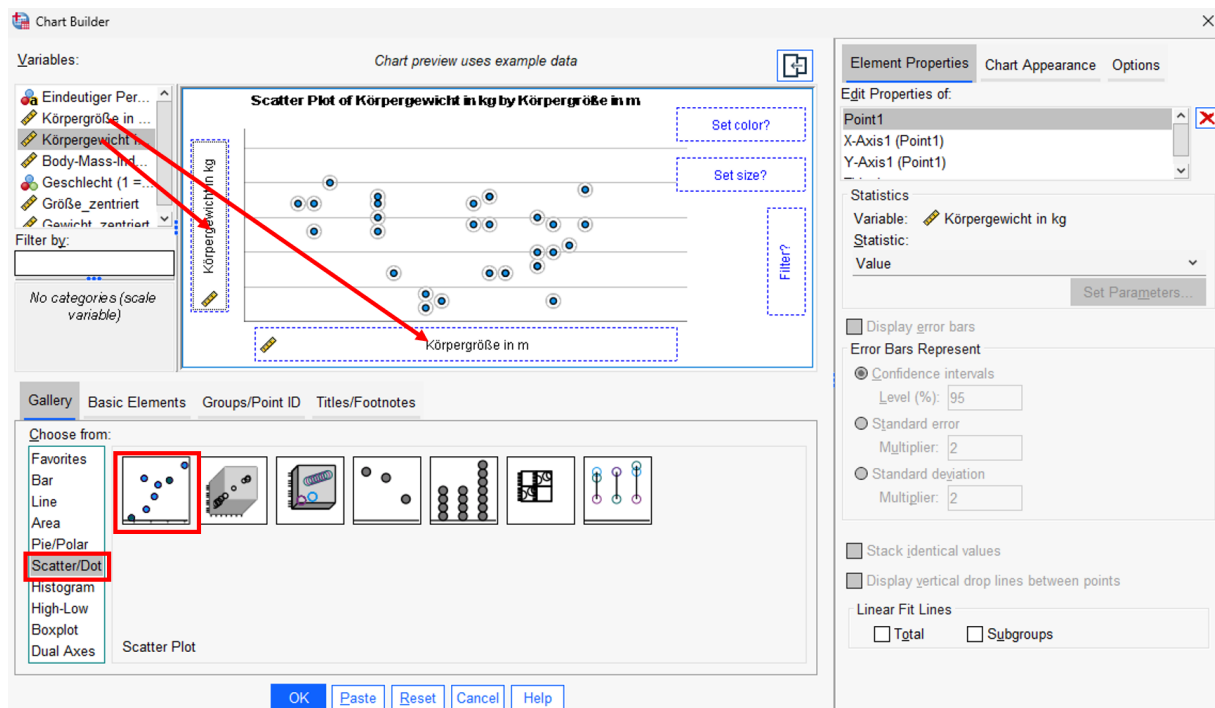 Chart Builder
Variables:
Chart preview uses example data
Eindeutiger Per...
Körpergröße in ...
Körpergewicht i...
Body-Mass-Ind...
Geschlecht (1 =...
Größe_zentriert
Gewicht_zentriert
Filter by:
No categories (scale
variable)
Scatter Plot of Körpergewicht in kg by Körpergröße in m
Set color?
Set size?
Filter?
Körpergewicht in kg
Körpergröße in m
Gallery Basic Elements Groups/Point ID Titles/Footnotes
Choose from:
Favorites
Bar
Line
Area
Pie/Polar
Scatter/Dot
Histogram
High-Low
Boxplot
Dual Axes
Scatter Plot
OK Paste Reset Cancel Help
Element Properties Chart Appearance Options
Edit Properties of:
Point1
X-Axis1 (Point1)
Y-Axis1 (Point1)
Statistics
Variable: Körpergewicht in kg
Statistic:
Value
Set Parameters...
Display error bars
Error Bars Represent
Confidence intervals
Level (%): 95
Standard error
Multiplier: 2
Standard deviation
Multiplier: 2
Stack identical values
Display vertical drop lines between points
Linear Fit Lines
Total Subgroups